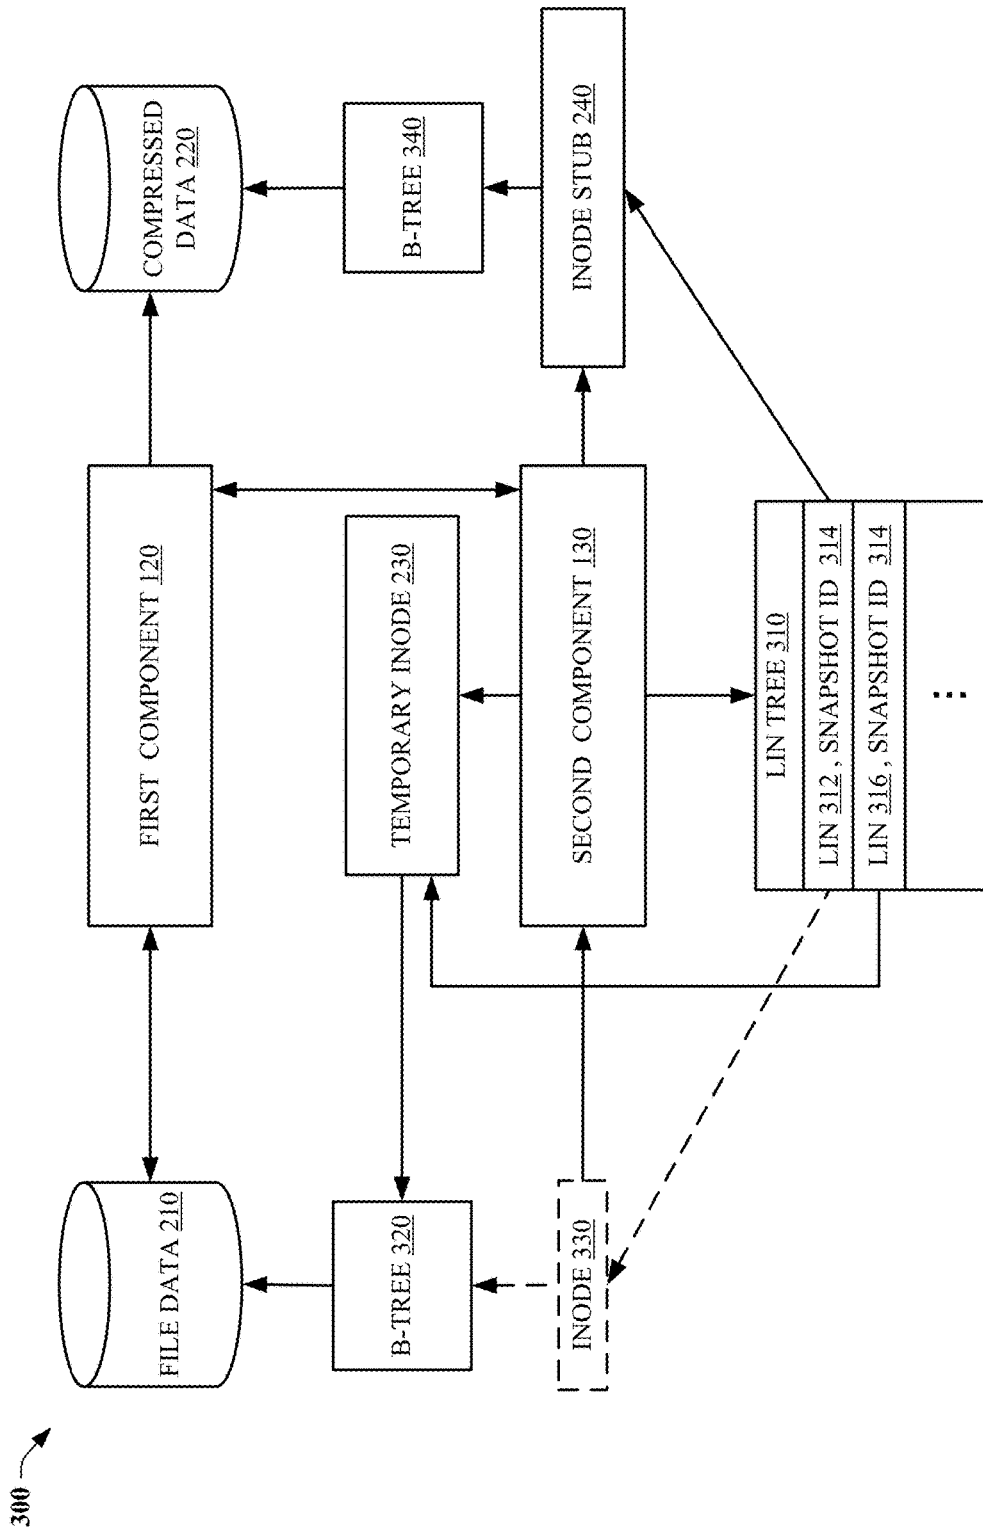 300
FILE DATA 210
FIRST COMPONENT 120
COMPRESSED
DATA 220
B-TREE 320
TEMPORARY INODE 230
B-TREE 340
INODE 330
SECOND COMPONENT 130
INODE STUB 240
LIN TREE 310
LIN 312 , SNAPSHOT ID 314
LIN 316 , SNAPSHOT ID 314
...